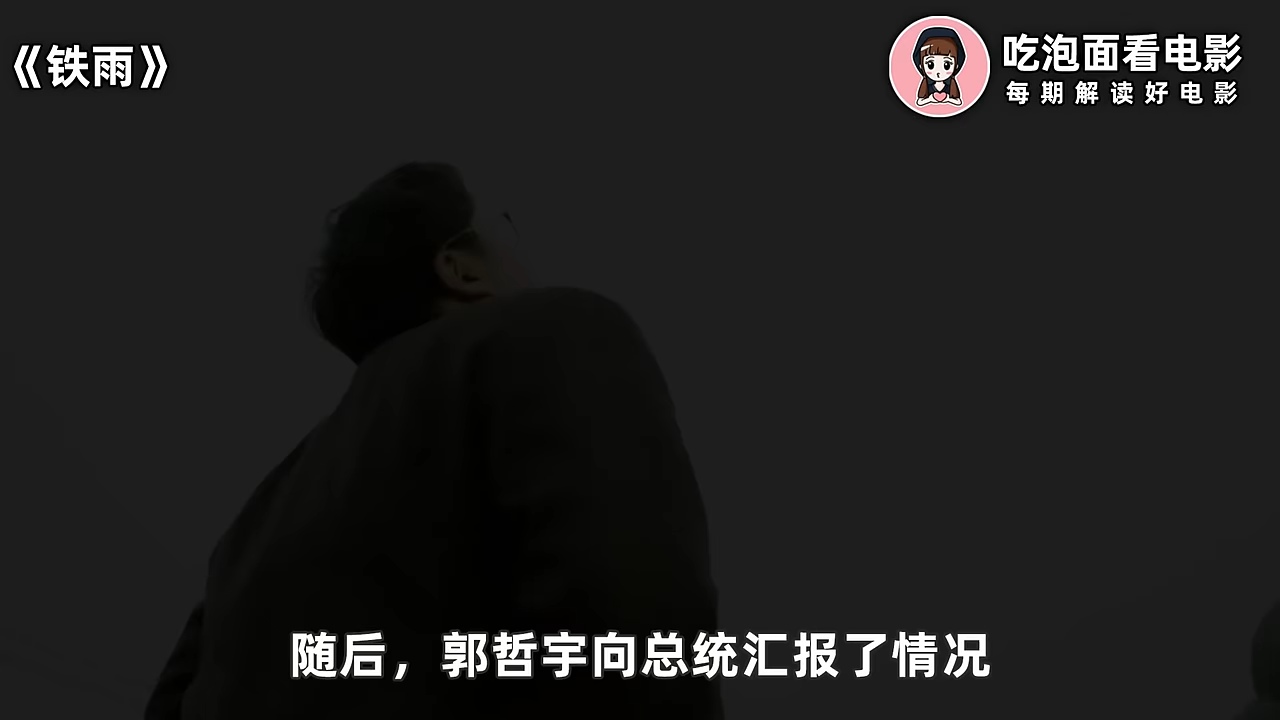 《铁雨》
吃泡面看电影
每期解读好电影
随后，郭哲宇向总统汇报了情况